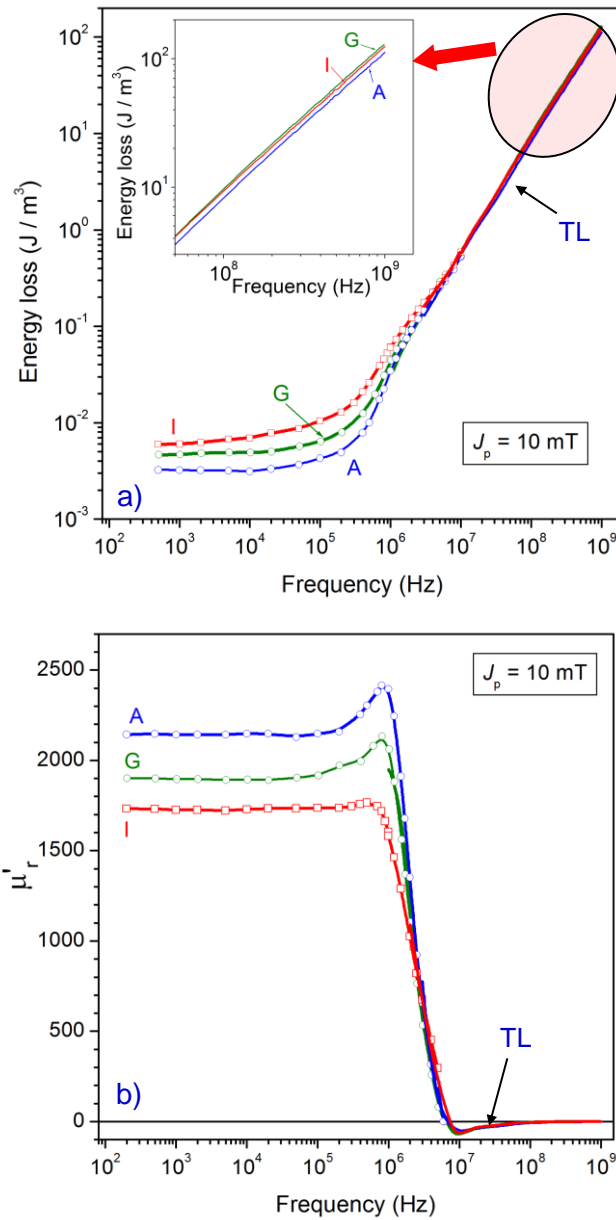 10²
10¹
10⁰
10⁻¹
10⁻²
10⁻³
Energy loss (J / m³)
10²
10¹
Energy loss (J / m³)
G
I
A
10⁸
10⁹
Frequency (Hz)
TL
I
G
A
J_p = 10 mT
a)
10² 10³ 10⁴ 10⁵ 10⁶ 10⁷ 10⁸ 10⁹
Frequency (Hz)
2500
2000
1500
1000
500
0
μ'_r
J_p = 10 mT
A
G
I
TL
b)
10² 10³ 10⁴ 10⁵ 10⁶ 10⁷ 10⁸ 10⁹
Frequency (Hz)